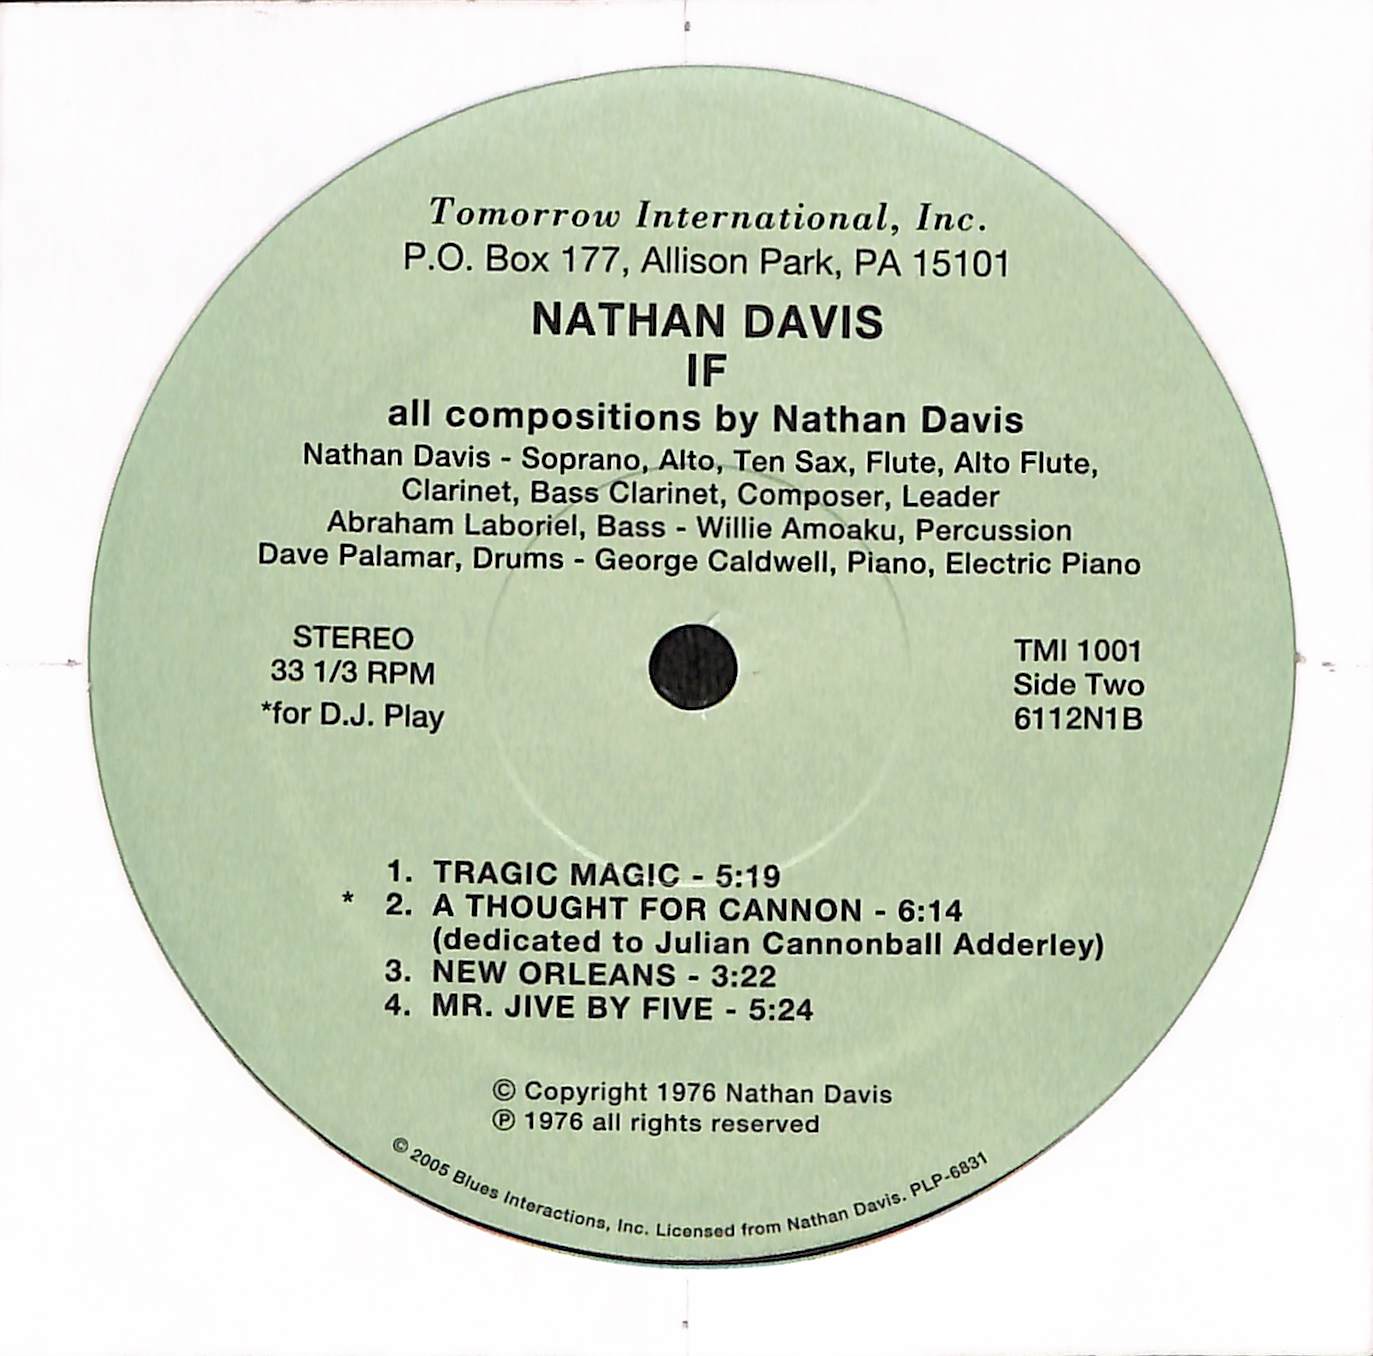 Tomorrow International, Inc.
P.O. Box 177, Allison Park, PA 15101
NATHAN DAVIS
IF
all compositions by Nathan Davis
Nathan Davis - Soprano, Alto, Ten Sax, Flute, Alto Flute,
Clarinet, Bass Clarinet, Composer, Leader
Abraham Laboriel, Bass - Willie Amoaku, Percussion
Dave Palamar, Drums - George Caldwell, Piano, Electric Piano
STEREO
33 1/3 RPM
*for D.J. Play
TMI 1001
Side Two
6112N1B
1. TRAGIC MAGIC - 5:19
* 2. A THOUGHT FOR CANNON - 6:14
(dedicated to Julian Cannonball Adderley)
3. NEW ORLEANS - 3:22
4. MR. JIVE BY FIVE - 5:24
© Copyright 1976 Nathan Davis
℗ 1976 all rights reserved
© 2005 Blues Interactions, Inc. Licensed from Nathan Davis. PLP-6831